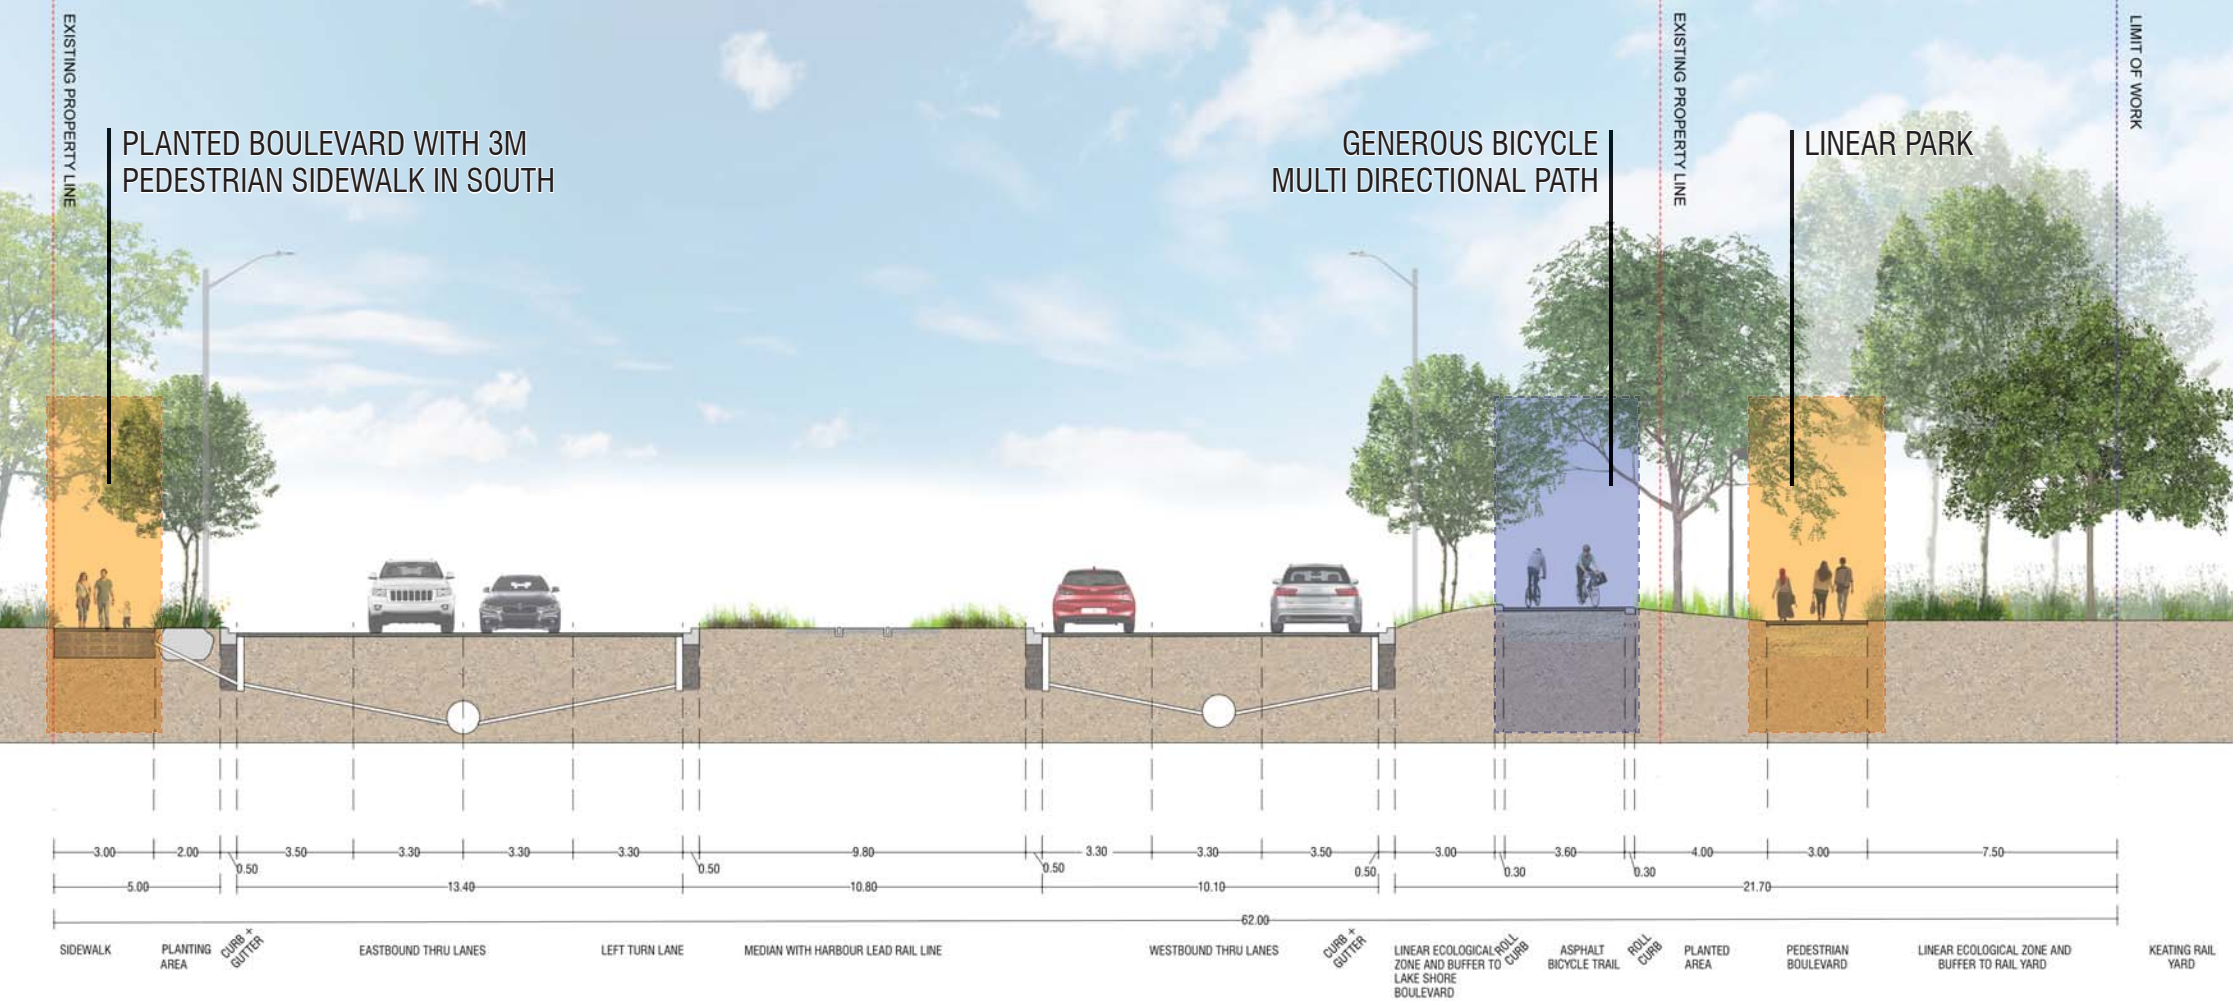 EXISTING PROPERTY LINE
PLANTED BOULEVARD WITH 3M
PEDESTRIAN SIDEWALK IN SOUTH
GENEROUS BICYCLE
MULTI DIRECTIONAL PATH
EXISTING PROPERTY LINE
LINEAR PARK
LIMIT OF WORK
3.00 2.00 3.50 3.30 3.30 3.30 9.80 3.30 3.30 3.50 3.00 3.60 4.00 3.00 7.50
0.50 0.50 0.50 0.50 0.30 0.30
5.00 13.40 10.80 10.10 21.70
62.00
SIDEWALK
PLANTING
AREA
CURB +
GUTTER
EASTBOUND THRU LANES
LEFT TURN LANE
MEDIAN WITH HARBOUR LEAD RAIL LINE
WESTBOUND THRU LANES
CURB +
GUTTER
LINEAR ECOLOGICAL
ZONE AND BUFFER TO
LAKE SHORE
BOULEVARD
ROLL
CURB
ASPHALT
BICYCLE TRAIL
ROLL
CURB
PLANTED
AREA
PEDESTRIAN
BOULEVARD
LINEAR ECOLOGICAL ZONE AND
BUFFER TO RAIL YARD
KEATING RAIL
YARD